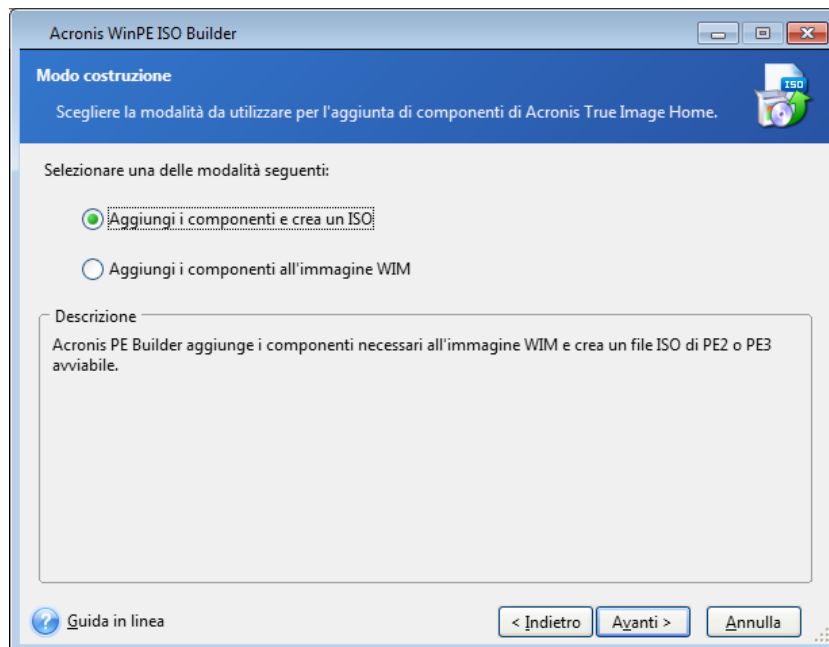 Acronis WinPE ISO Builder
Modo costruzione
Scegliere la modalità da utilizzare per l'aggiunta di componenti di Acronis True Image Home.
ISO
Selezionare una delle modalità seguenti:
Aggiungi i componenti e crea un ISO
Aggiungi i componenti all'immagine WIM
Descrizione
Acronis PE Builder aggiunge i componenti necessari all'immagine WIM e crea un file ISO di PE2 o PE3
avviabile.
? Guida in linea
< Indietro
Avanti >
Annulla